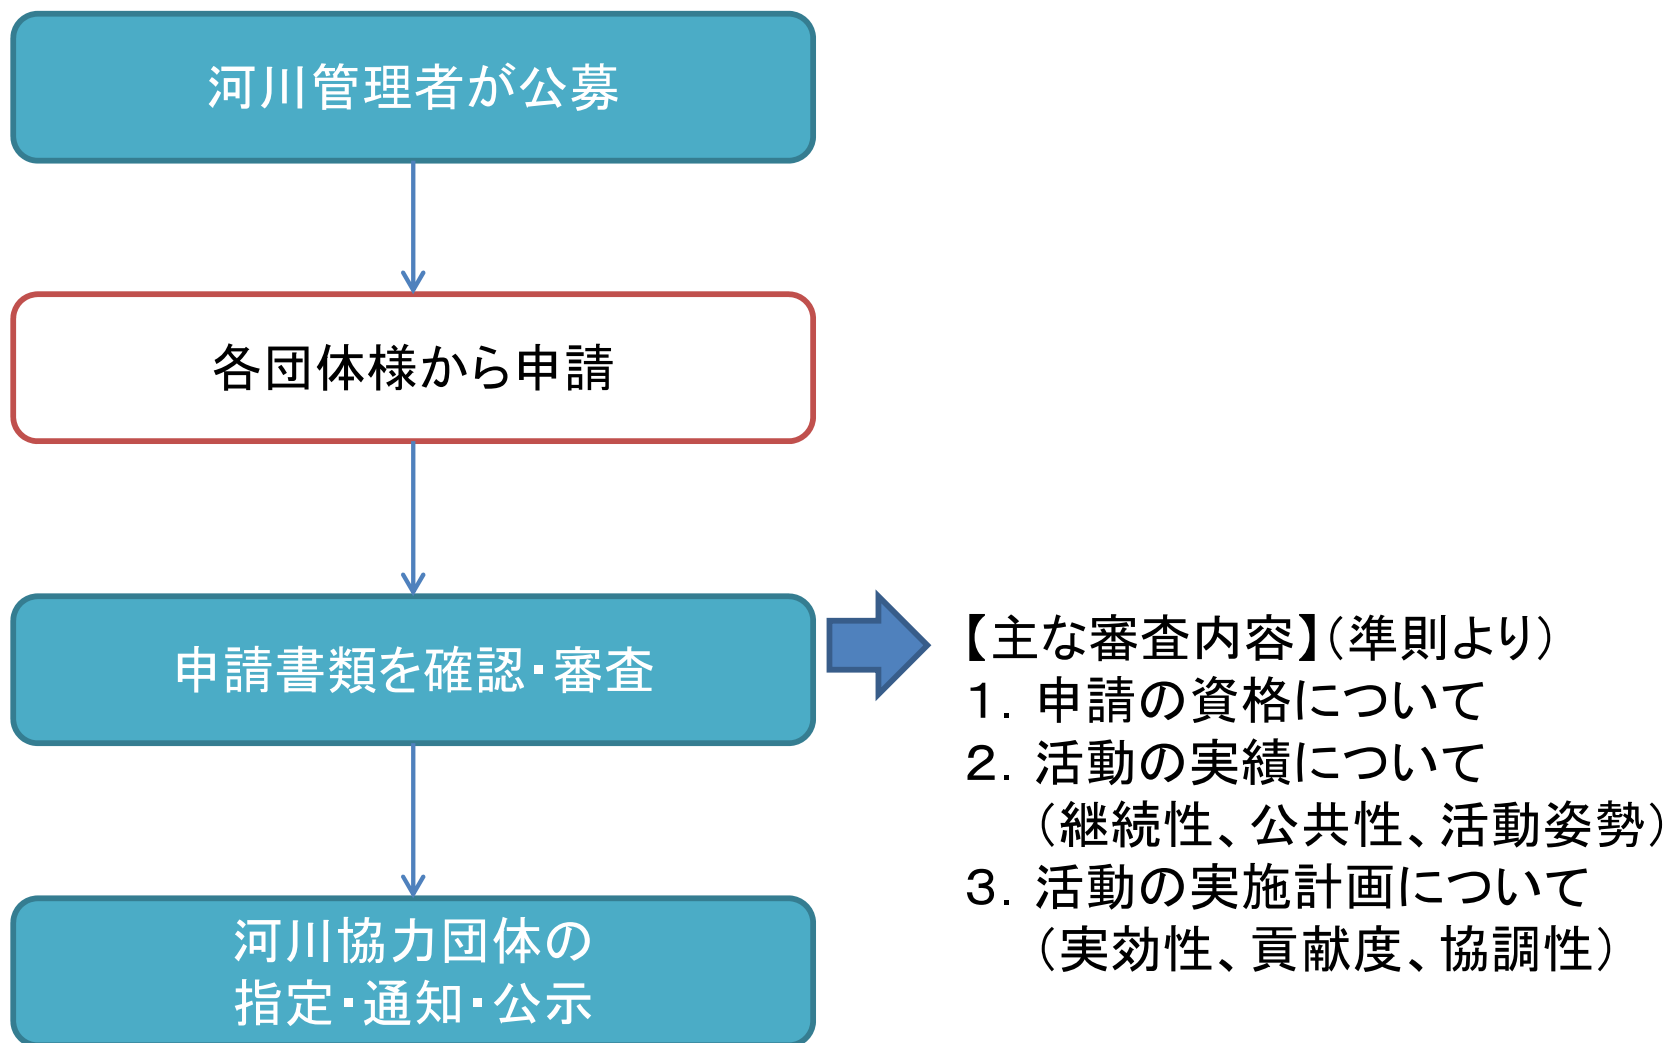 河川管理者が公募
各団体様から申請
申請書類を確認・審査
河川協力団体の
指定・通知・公示
【主な審査内容】（準則より）
１．申請の資格について
２．活動の実績について
（継続性、公共性、活動姿勢）
３．活動の実施計画について
（実効性、貢献度、協調性）